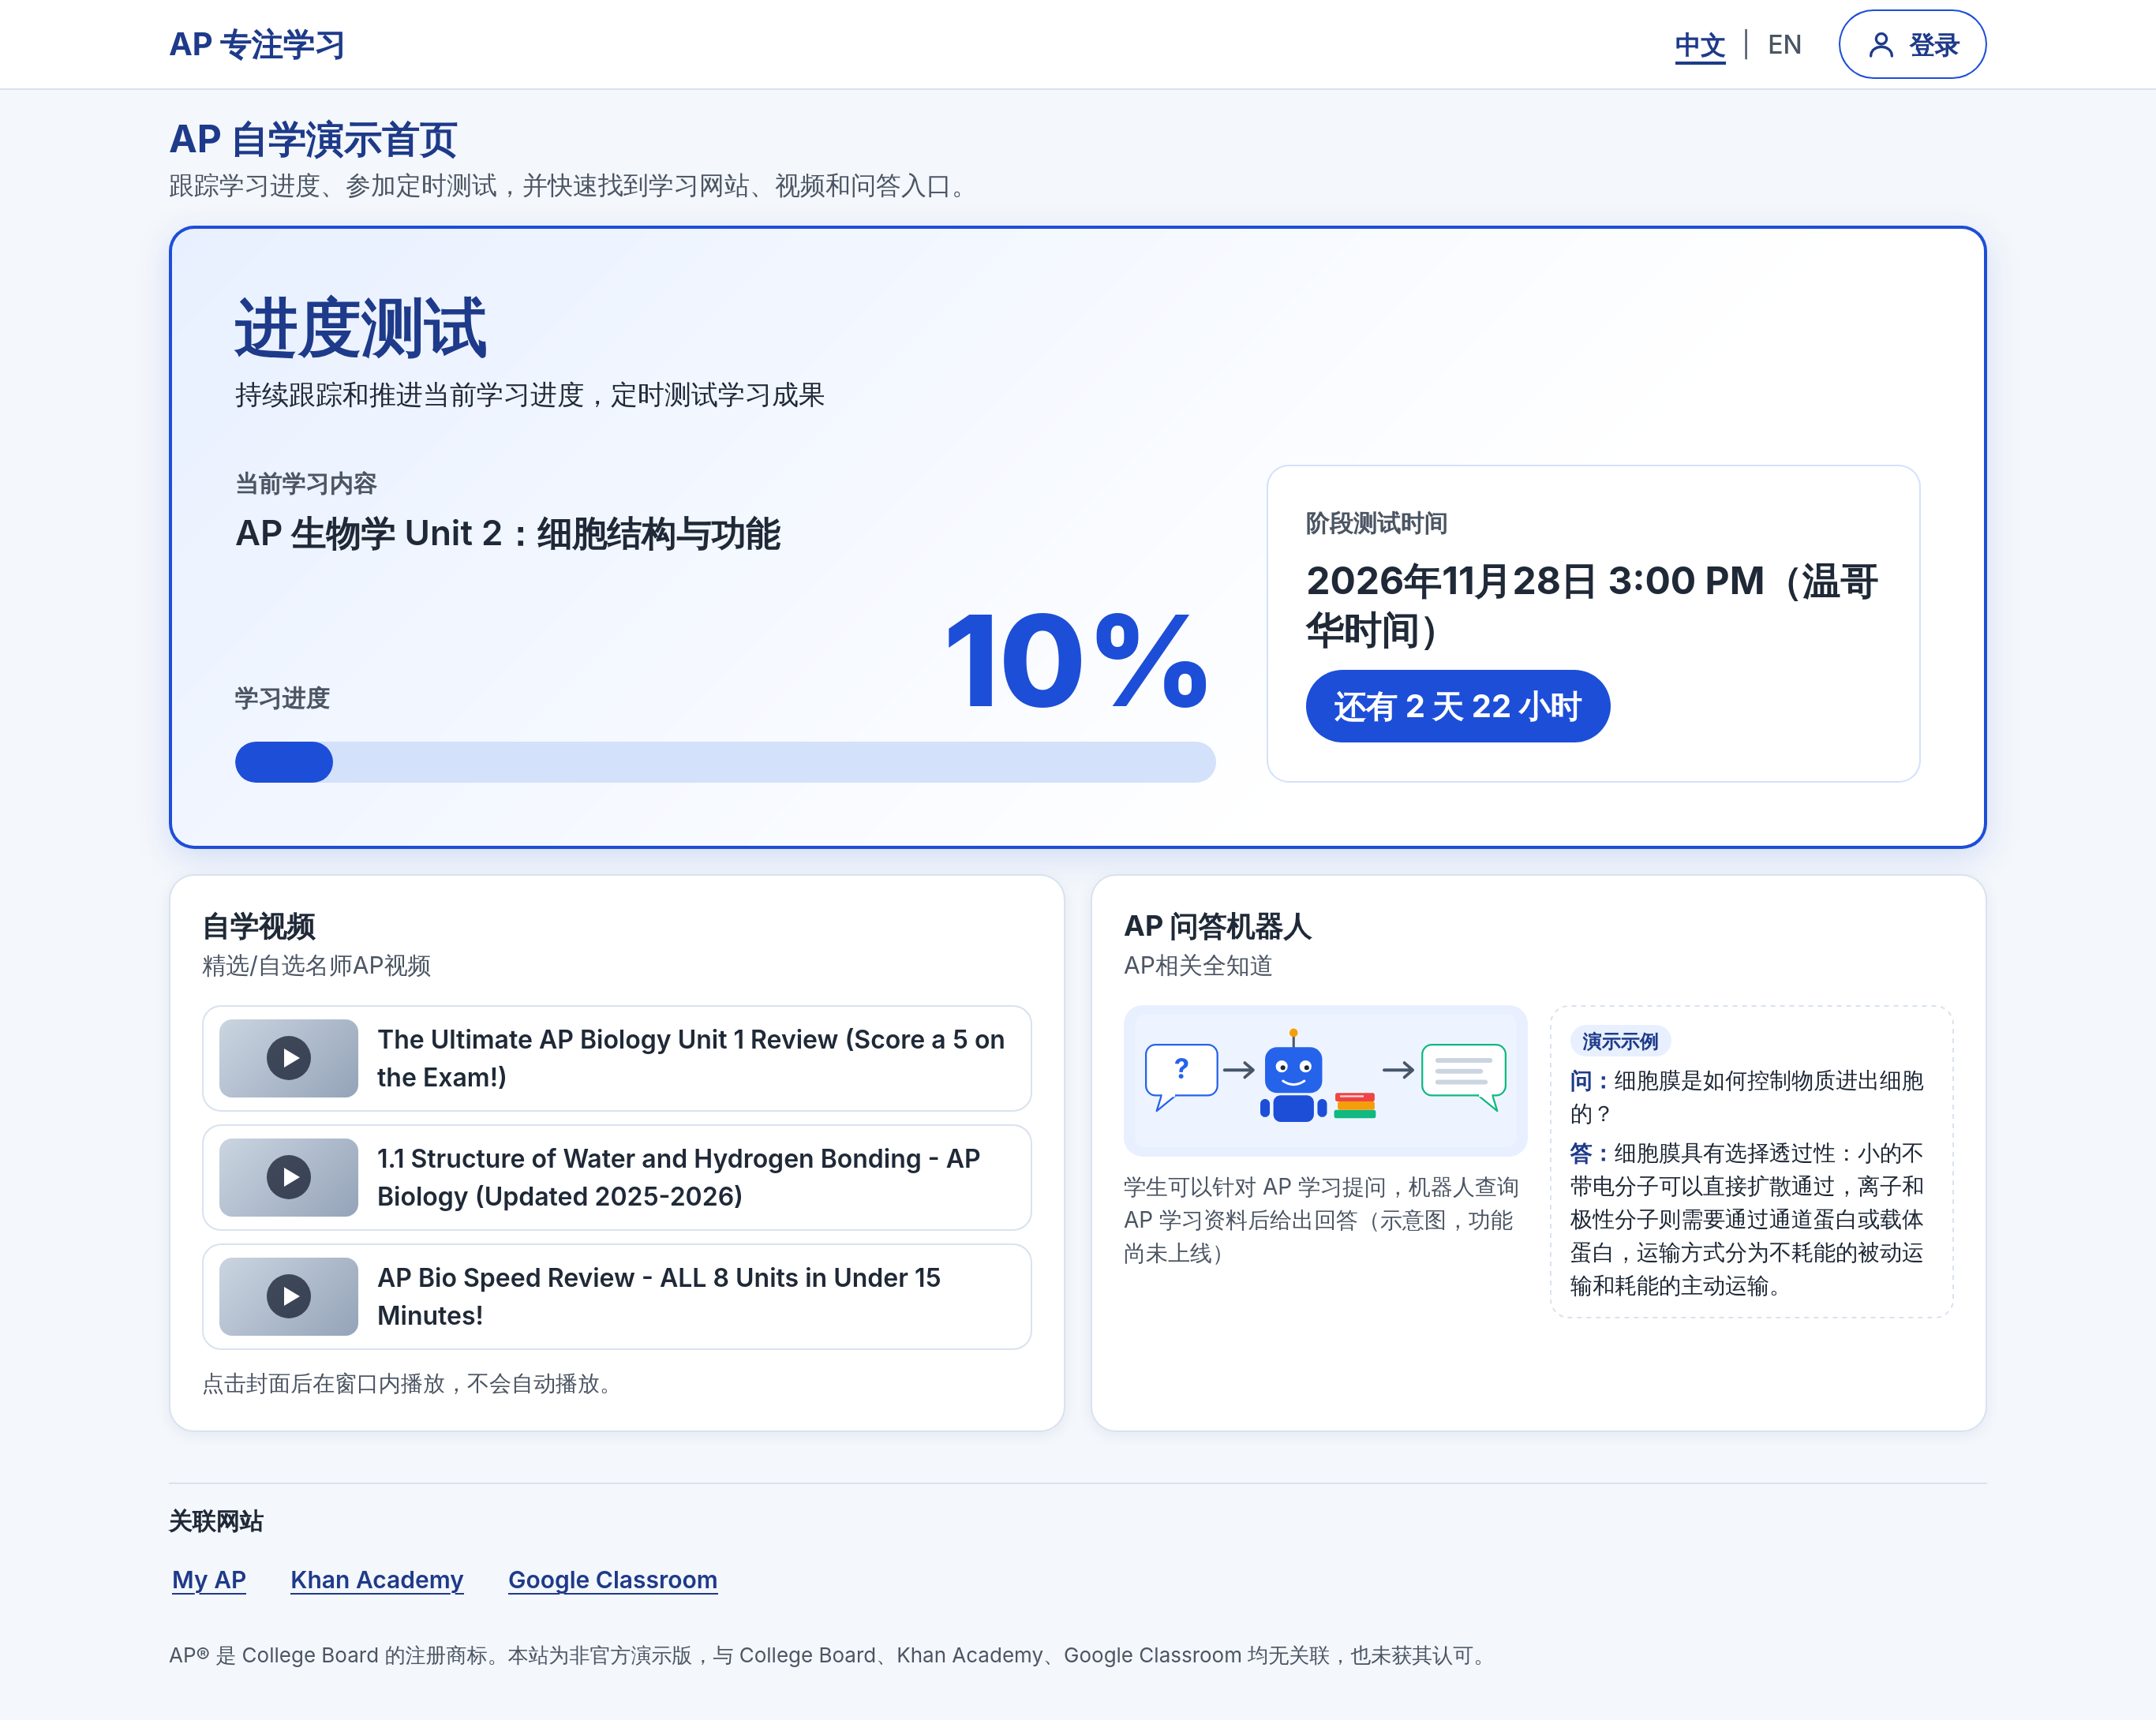 AP 专注学习
中文 | EN
登录
AP 自学演示首页
跟踪学习进度、参加定时测试，并快速找到学习网站、视频和问答入口。
进度测试
持续跟踪和推进当前学习进度，定时测试学习成果
当前学习内容
AP 生物学 Unit 2：细胞结构与功能
学习进度
10%
阶段测试时间
2026年11月28日 3:00 PM（温哥
华时间）
还有 2 天 22 小时
自学视频
精选/自选名师AP视频
The Ultimate AP Biology Unit 1 Review (Score a 5 on
the Exam!)
1.1 Structure of Water and Hydrogen Bonding - AP
Biology (Updated 2025-2026)
AP Bio Speed Review - ALL 8 Units in Under 15
Minutes!
点击封面后在窗口内播放，不会自动播放。
AP 问答机器人
AP相关全知道
?
学生可以针对 AP 学习提问，机器人查询
AP 学习资料后给出回答（示意图，功能
尚未上线）
演示示例
问：细胞膜是如何控制物质进出细胞
的？
答：细胞膜具有选择透过性：小的不
带电分子可以直接扩散通过，离子和
极性分子则需要通过通道蛋白或载体
蛋白，运输方式分为不耗能的被动运
输和耗能的主动运输。
关联网站
My AP
Khan Academy
Google Classroom
AP® 是 College Board 的注册商标。本站为非官方演示版，与 College Board、Khan Academy、Google Classroom 均无关联，也未获其认可。